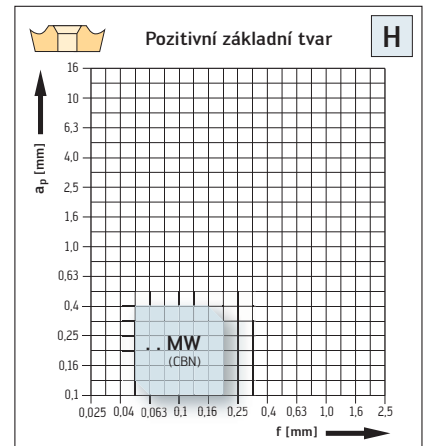 Pozitivní základní tvar
H
16
10
6,3
4,0
2,5
1,6
1,0
0,63
0,4
0,25
0,16
0,1
ap [mm]
. . MW
(CBN)
0,025 0,04 0,063 0,1 0,16 0,25 0,4 0,63 1,0 1,6 2,5
f [mm]